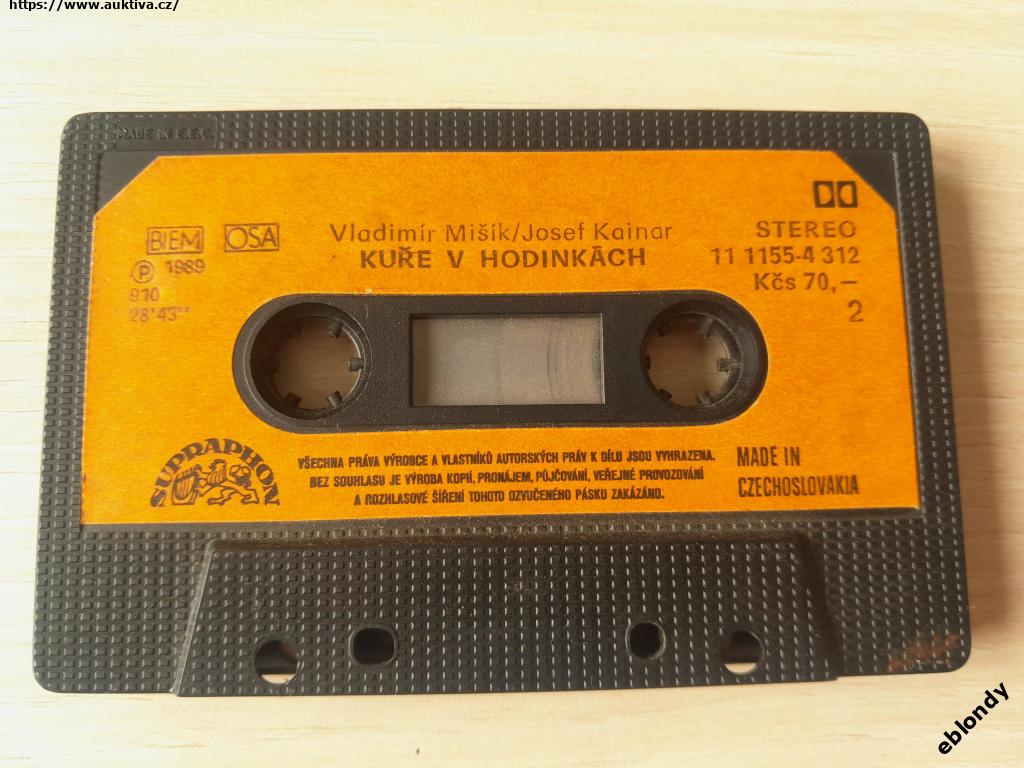 https://www.auktiva.cz/
MADE IN E.E.C.
BIEM OSA
Ⓟ 1989
910
28'43''
Vladimír Mišík/Josef Kainar
KUŘE V HODINKÁCH
STEREO
11 1155-4 312
Kčs 70,—
2
SUPRAPHON
VŠECHNA PRÁVA VÝROBCE A VLASTNÍKŮ AUTORSKÝCH PRÁV K DÍLU JSOU VYHRAZENA.
BEZ SOUHLASU JE VÝROBA KOPIÍ, PRONÁJEM, PŮJČOVÁNÍ, VEŘEJNÉ PROVOZOVÁNÍ
A ROZHLASOVÉ ŠÍŘENÍ TOHOTO OZVUČENÉHO PÁSKU ZAKÁZÁNO.
MADE IN
CZECHOSLOVAKIA
eblondy